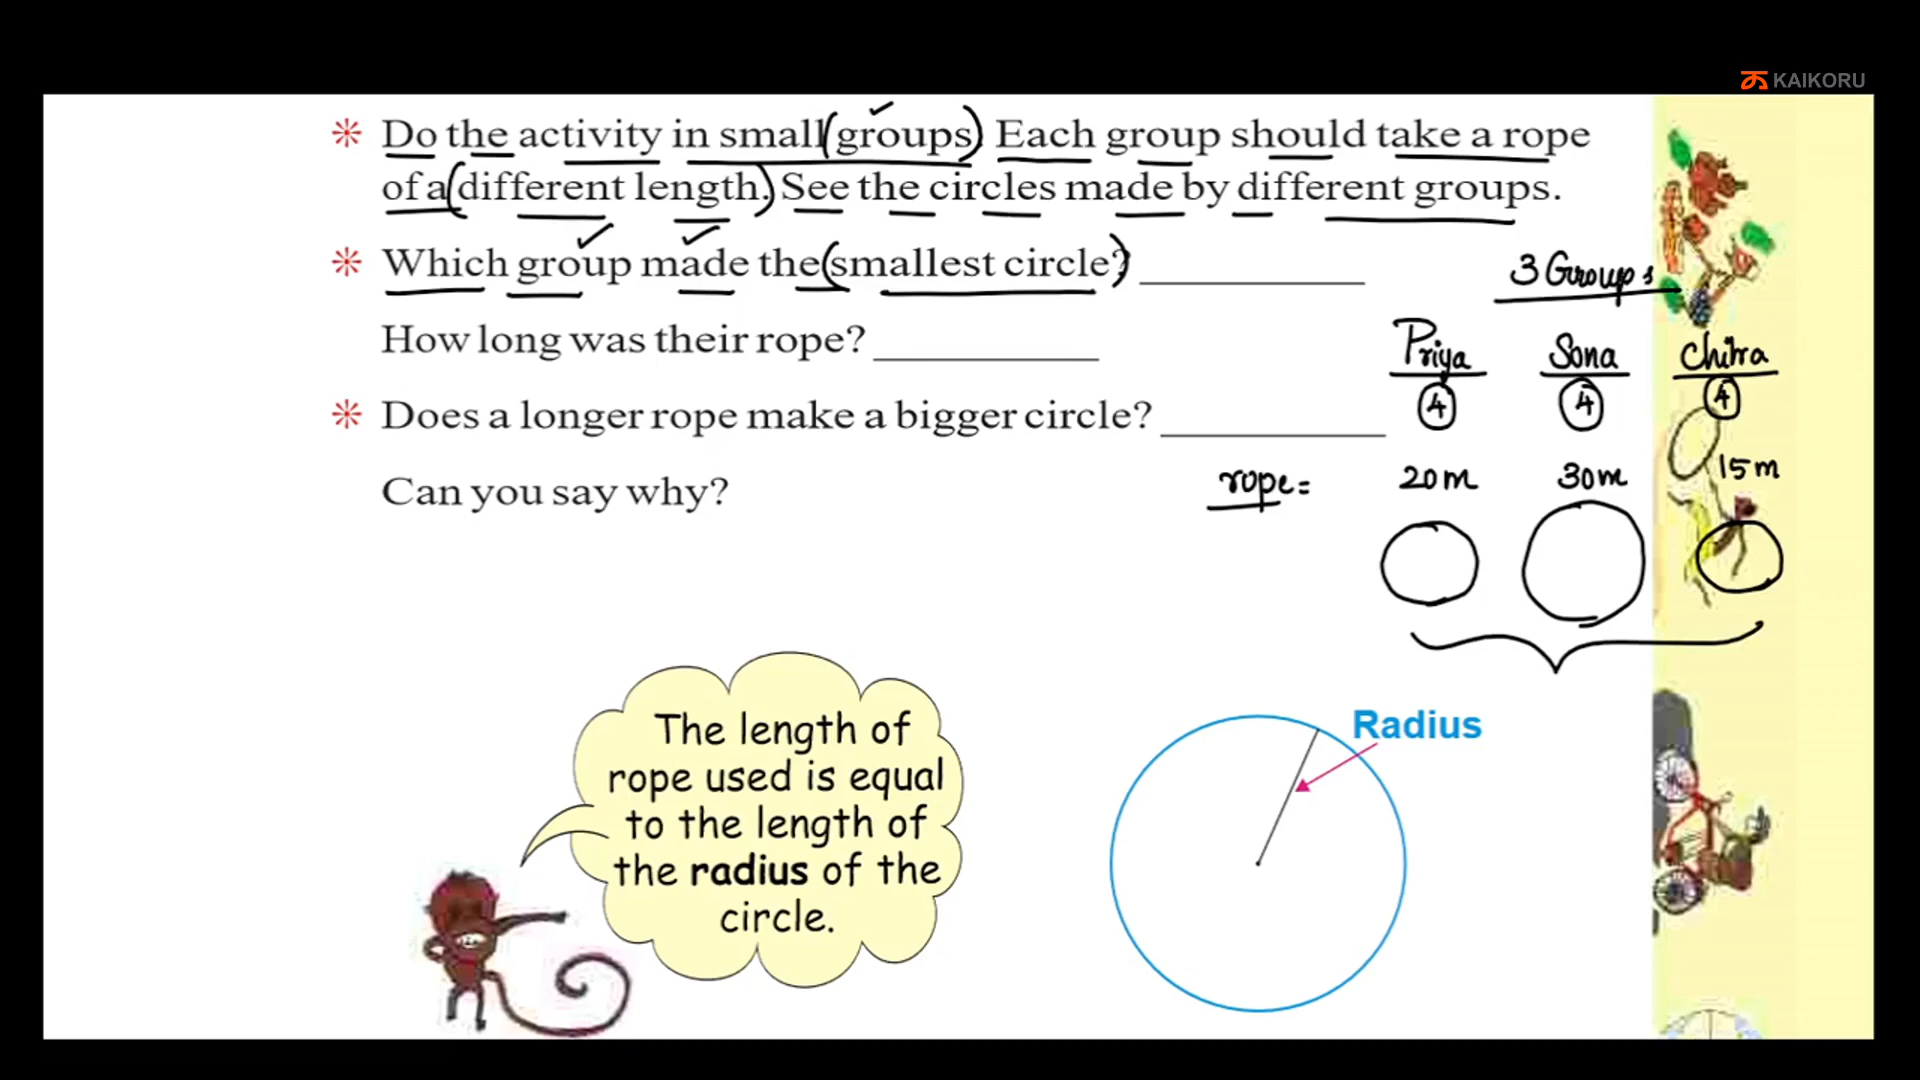 KAIKORU
Do the activity in small (groups). Each group should take a rope
of a (different length.) See the circles made by different groups.
Which group made the (smallest circle?)
3 Groups
How long was their rope?
Priya Sona Chitra
4 4 4
Does a longer rope make a bigger circle?
rope= 20m 30m 15m
Can you say why?
The length of
rope used is equal
to the length of
the radius of the
circle.
Radius